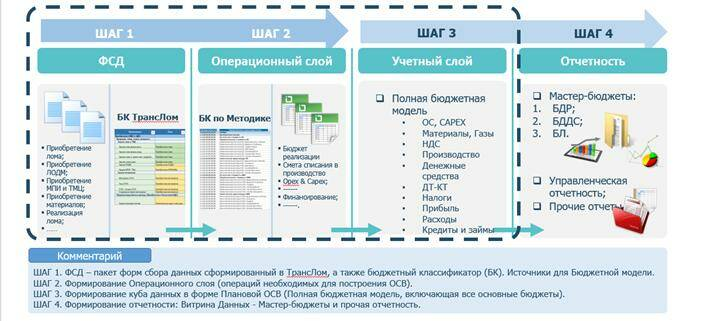 ШАГ 1
ШАГ 2
ШАГ 3
ШАГ 4
ФСД
Операционный слой
Учетный слой
Отчетность
БК ТрансЛом
Приобретение лома;
Приобретение ЛОДМ;
Приобретение МПИ и ТМЦ;
Приобретение материалов;
Реализация лома;
......
БК по Методике
Бюджет реализации
Смета списания в производство
Opex & Capex;
.......
Финансирование;
.......
Полная бюджетная модель
ОС, CAPEX
Материалы, Газы
НДС
Производство
Денежные средства
ДТ-КТ
Налоги
Прибыль
Расходы
Кредиты и займы
Мастер-бюджеты:
1. БДР;
2. БДДС;
3. БЛ.
Управленческая отчетность;
Прочие отчеты
Комментарий
ШАГ 1. ФСД – пакет форм сбора данных сформированный в ТрансЛом, а также бюджетный классификатор (БК). Источники для Бюджетной модели.
ШАГ 2. Формирование Операционного слоя (операций необходимых для построения ОСВ).
ШАГ 3. Формирование куба данных в форме Плановой ОСВ (Полная бюджетная модель, включающая все основные бюджеты).
ШАГ 4. Формирование отчетности: Витрина Данных - Мастер-бюджеты и прочая отчетность.